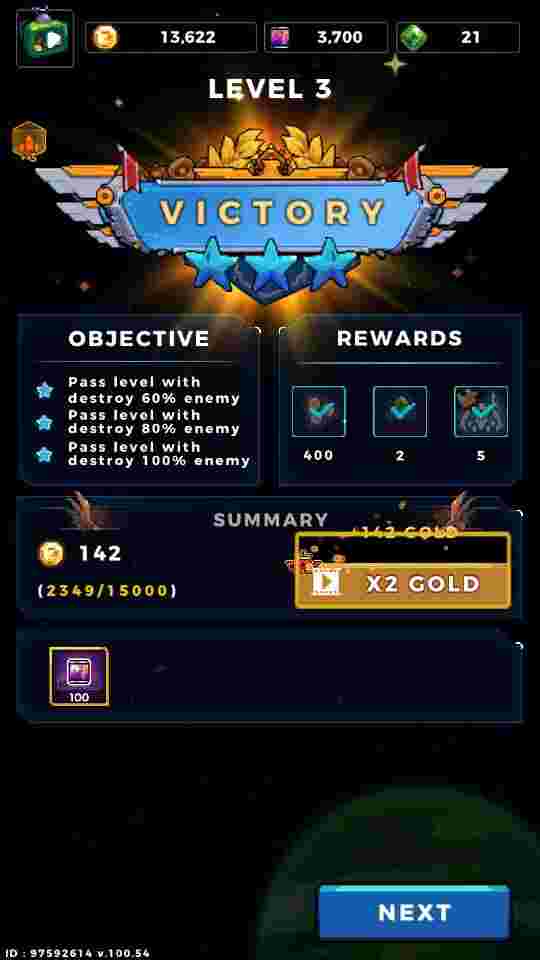 13,622
3,700
21
LEVEL 3
VICTORY
OBJECTIVE
Pass level with
destroy 60% enemy
Pass level with
destroy 80% enemy
Pass level with
destroy 100% enemy
REWARDS
400
2
5
SUMMARY
142
(2349/15000)
+142 GOLD
X2 GOLD
100
NEXT
ID : 97592614 v.100.54